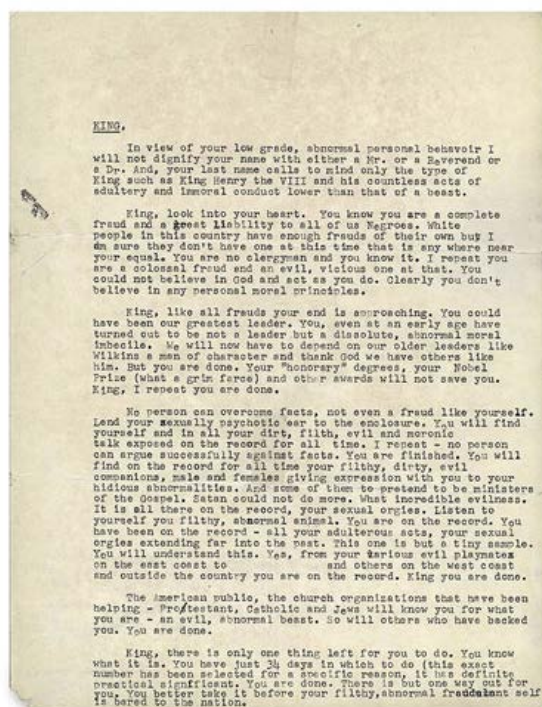 KING,
In view of your low grade, abnormal personal behavoir I
will not dignify your name with either a Mr. or a Reverend or
a Dr. And, your last name calls to mind only the type of
King such as King Henry the VIII and his countless acts of
adultery and immoral conduct lower than that of a beast.
King, look into your heart. You know you are a complete
fraud and a great liability to all of us Negroes. White
people in this country have enough frauds of their own but I
am sure they don't have one at this time that is any where near
your equal. You are no clergyman and you know it. I repeat you
are a colossal fraud and an evil, vicious one at that. You
could not believe in God and act as you do. Clearly you don't
believe in any personal moral principles.
King, like all frauds your end is approaching. You could
have been our greatest leader. You, even at an early age have
turned out to be not a leader but a dissolute, abnormal moral
imbecile. We will now have to depend on our older leaders like
Wilkins a man of character and thank God we have others like
him. But you are done. Your "honorary" degrees, your Nobel
Prize (what a grim farce) and other awards will not save you.
King, I repeat you are done.
No person can overcome facts, not even a fraud like yourself.
Lend your sexually psychotic ear to the enclosure. You will find
yourself and in all your dirt, filth, evil and moronic
talk exposed on the record for all time. I repeat - no person
can argue successfully against facts. You are finished. You will
find on the record for all time your filthy, dirty, evil
companions, male and females giving expression with you to your
hidious abnormalities. And some of them to pretend to be ministers
of the Gospel. Satan could not do more. What incredible evilness.
It is all there on the record, your sexual orgies. Listen to
yourself you filthy, abnormal animal. You are on the record. You
have been on the record - all your adulterous acts, your sexual
orgies extending far into the past. This one is but a tiny sample.
You will understand this. Yes, from your various evil playmates
on the east coast to and others on the west coast
and outside the country you are on the record. King you are done.
The American public, the church organizations that have been
helping - Protestant, Catholic and Jews will know you for what
you are - an evil, abnormal beast. So will others who have backed
you. You are done.
King, there is only one thing left for you to do. You know
what it is. You have just 34 days in which to do (this exact
number has been selected for a specific reason, it has definite
practical significant. You are done. There is but one way out for
you. You better take it before your filthy, abnormal fraudulant self
is bared to the nation.